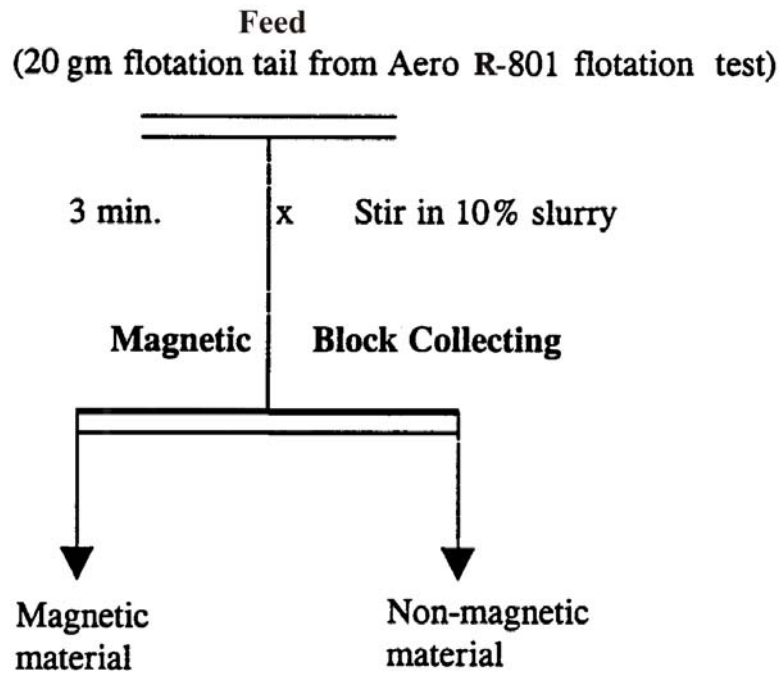 Feed
(20 gm flotation tail from Aero R-801 flotation test)
3 min. x Stir in 10% slurry
Magnetic Block Collecting
Magnetic
material
Non-magnetic
material